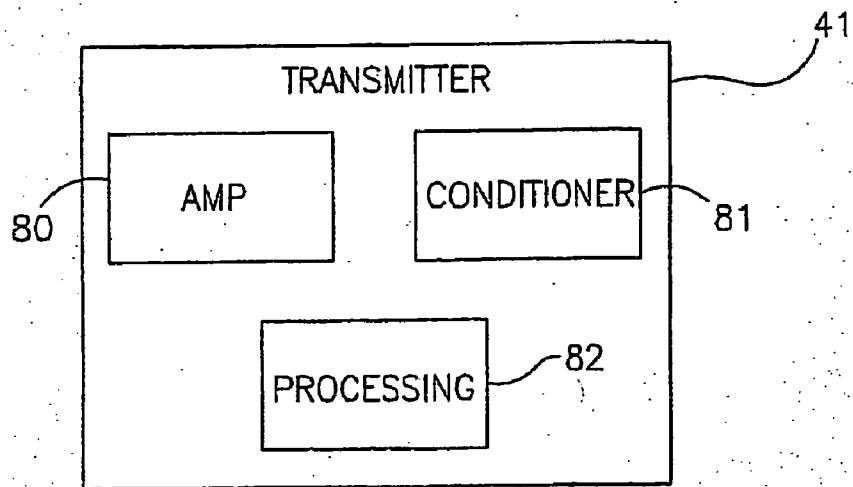 41
TRANSMITTER
AMP
CONDITIONER
80
81
82
PROCESSING